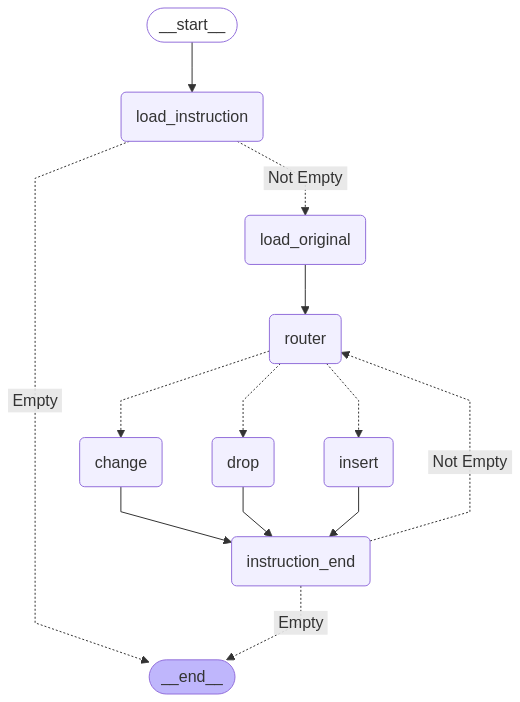 __start__
load_instruction
Not Empty
load_original
router
Empty
change
drop
insert
Not Empty
instruction_end
Empty
__end__